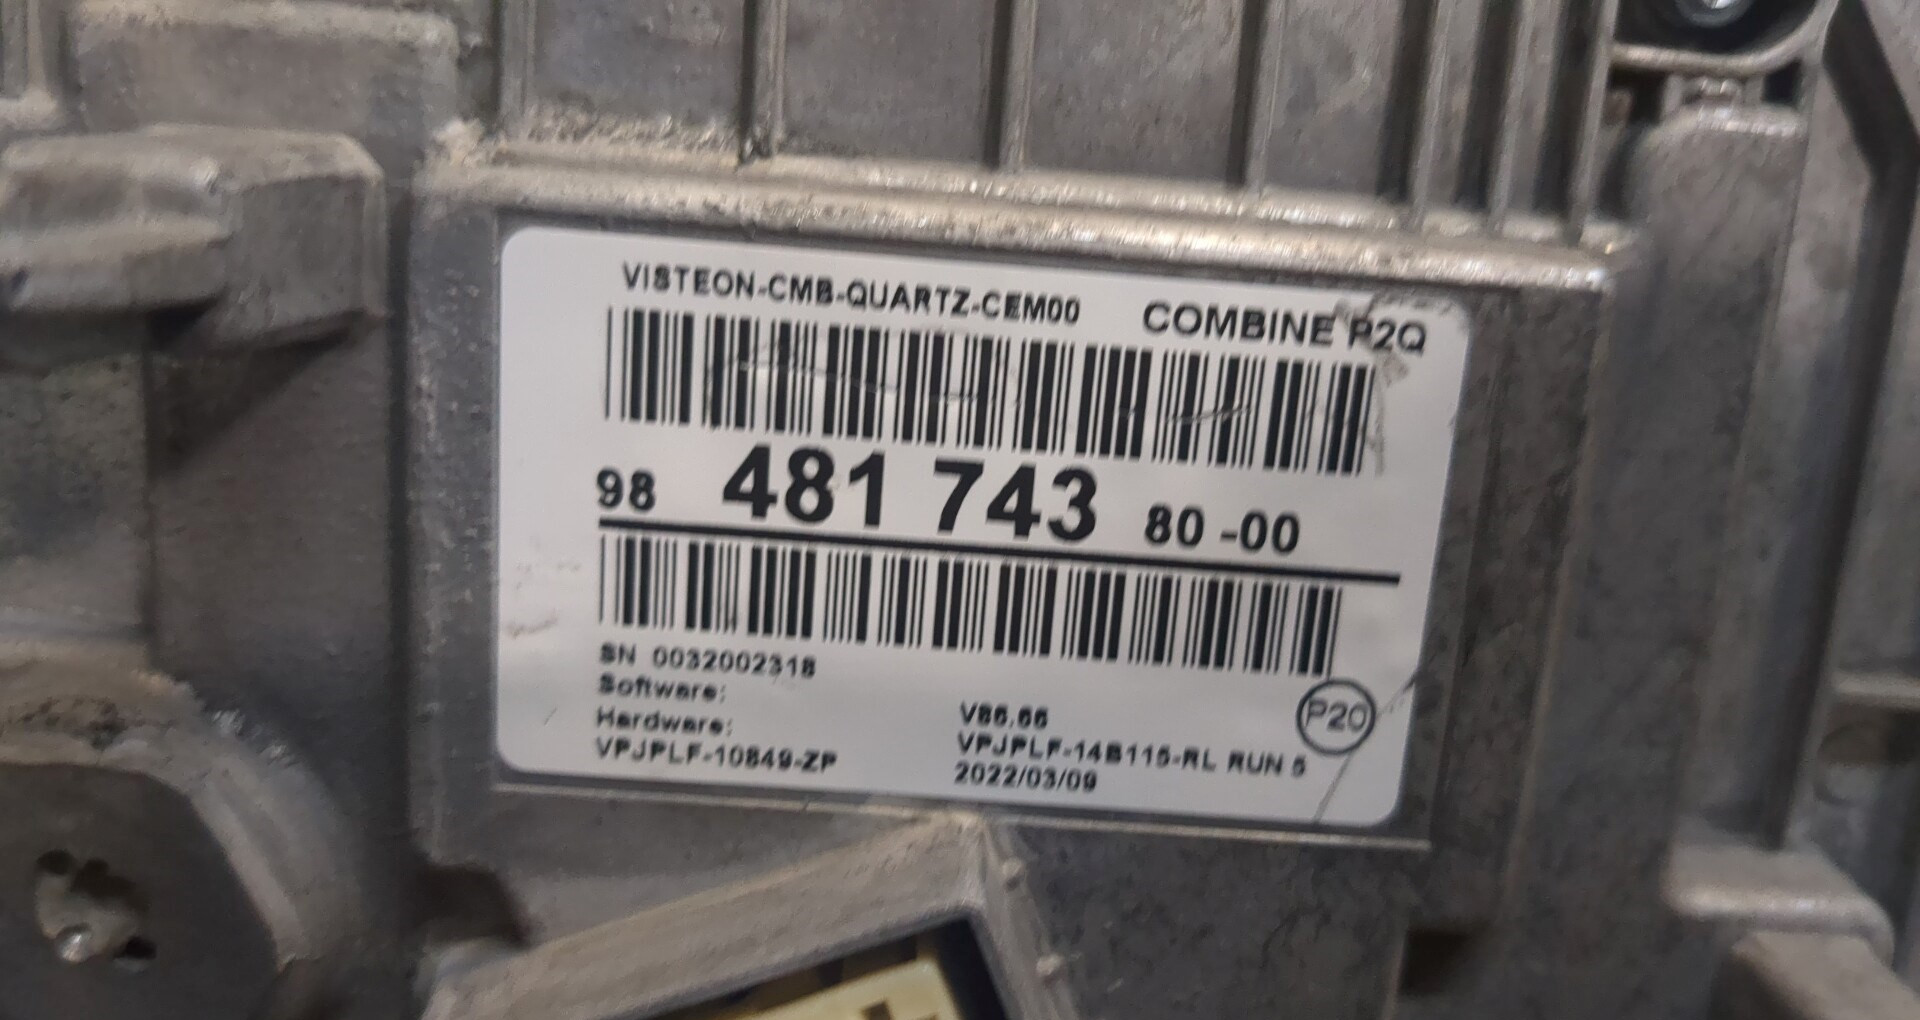 VISTEON-CMB-QUARTZ-CEM00 COMBINE P2Q
98 481 743 80 -00
SN 0032002318
Software: V86.66
Hardware: VPJPLF-14B115-RL RUN 5
VPJPLF-10849-ZP 2022/03/09
P20